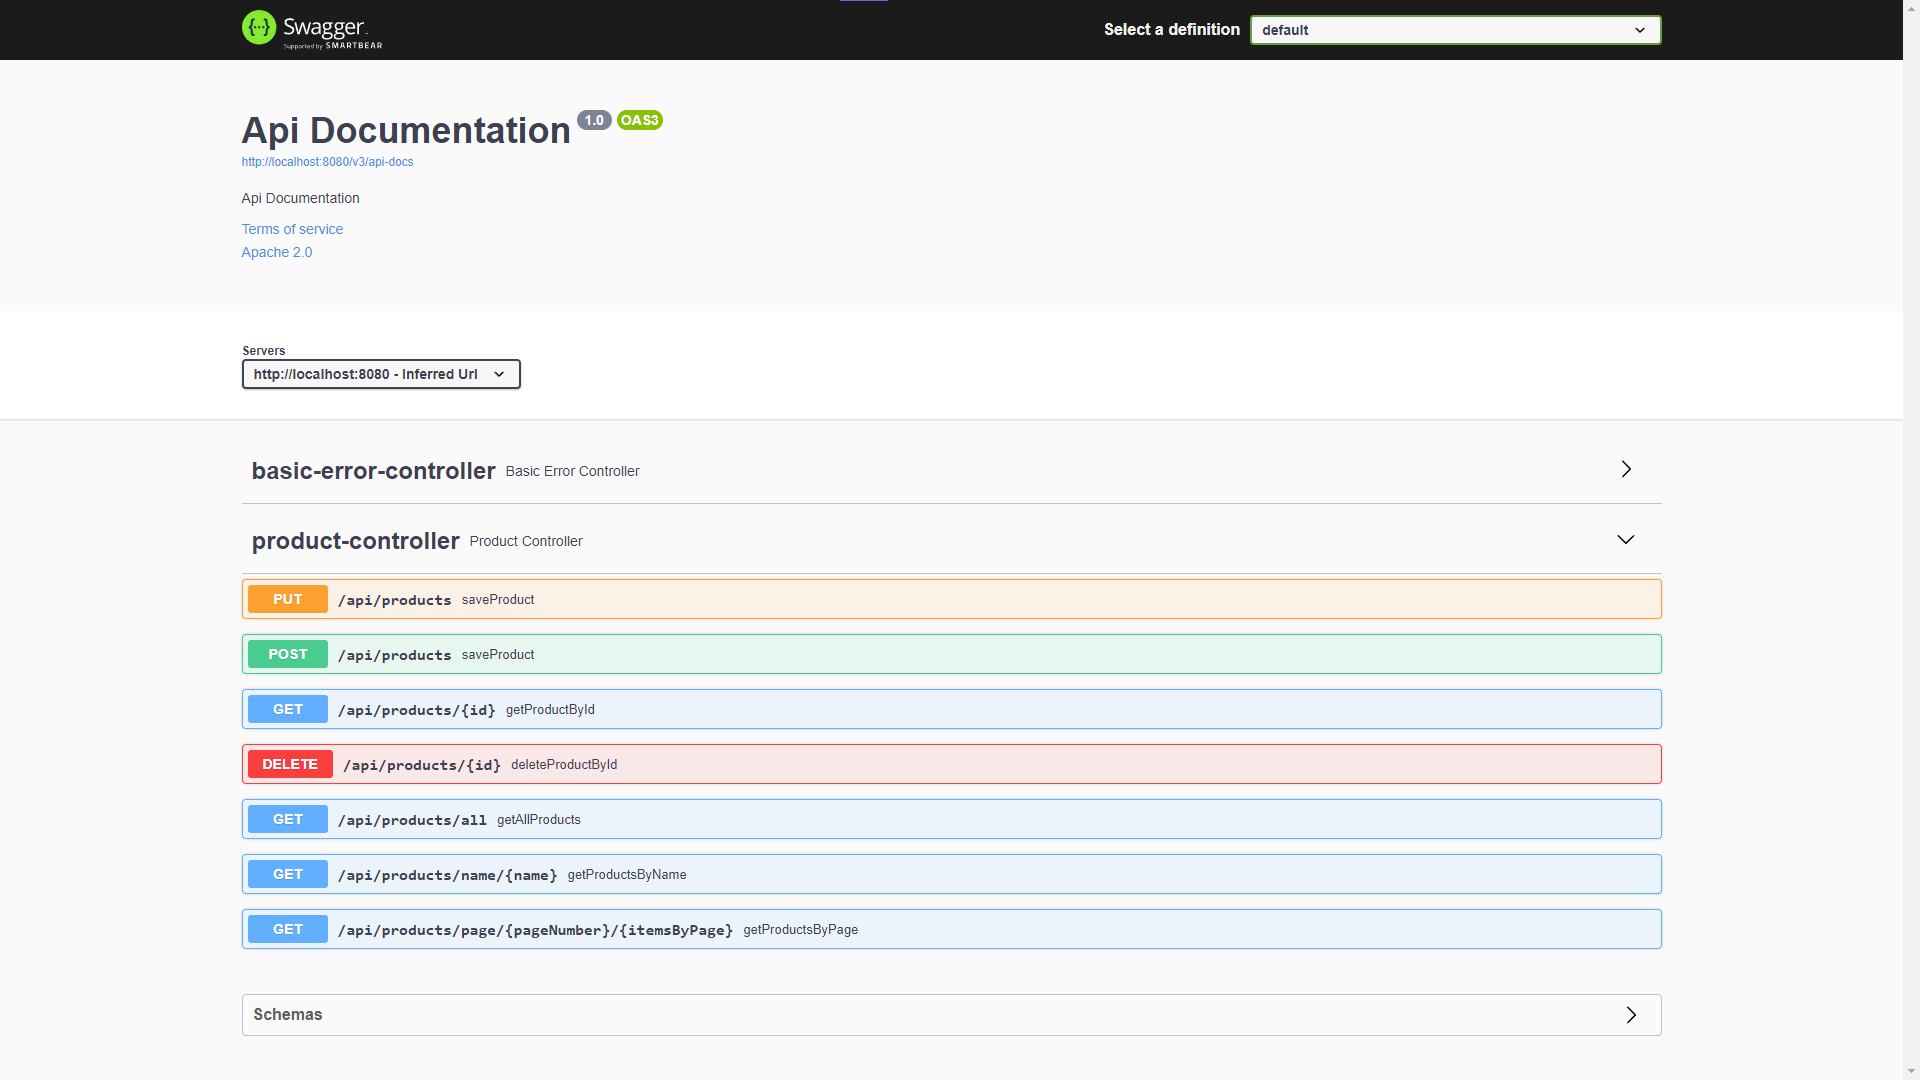 Swagger
Supported by SMARTBEAR
Select a definition
default
Api Documentation 1.0 OAS3
http://localhost:8080/v3/api-docs
Api Documentation
Terms of service
Apache 2.0
Servers
http://localhost:8080 - Inferred Url
basic-error-controller Basic Error Controller
product-controller Product Controller
PUT /api/products saveProduct
POST /api/products saveProduct
GET /api/products/{id} getProductById
DELETE /api/products/{id} deleteProductById
GET /api/products/all getAllProducts
GET /api/products/name/{name} getProductsByName
GET /api/products/page/{pageNumber}/{itemsByPage} getProductsByPage
Schemas